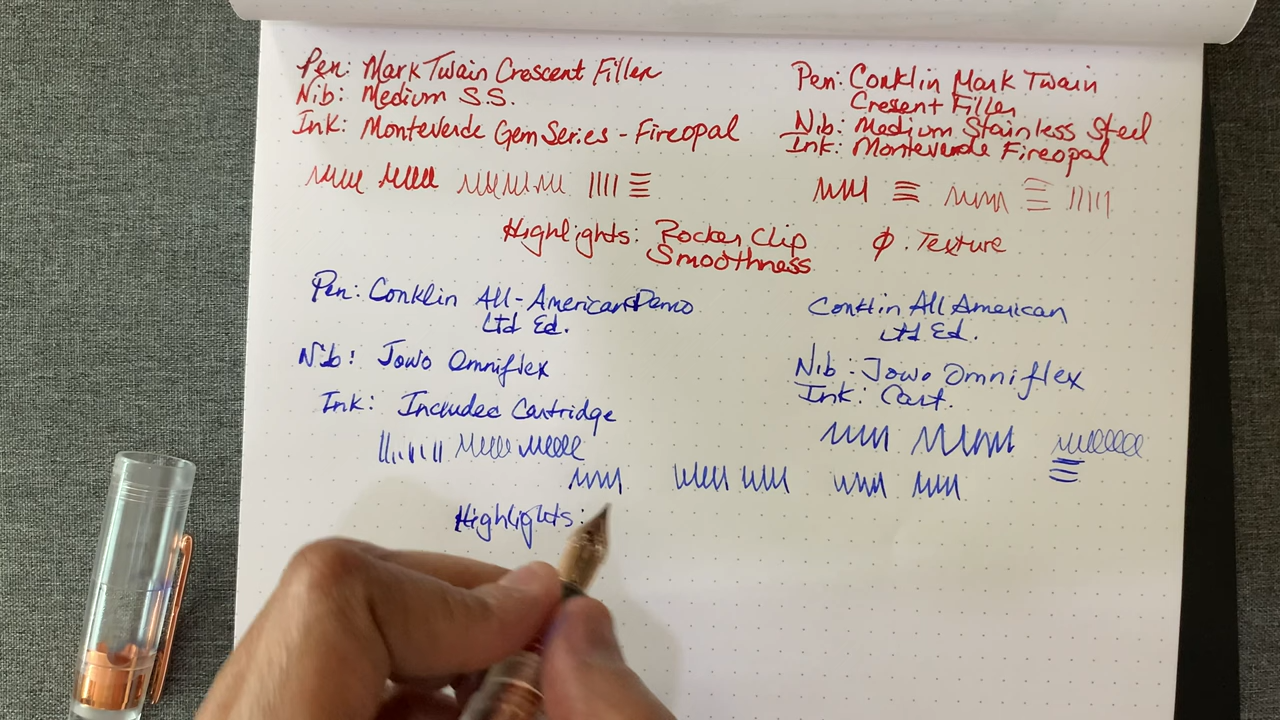 Pen: Mark Twain Crescent Filler
Nib: Medium S.S.
Ink: Monteverde Gem Series - Fireopal
Pen: Conklin Mark Twain
Cresent Filler
Nib: Medium Stainless Steel
Ink: Monteverde Fireopal
Highlights: Rocker Clip
Smoothness
φ. Texture
Pen: Conklin All-American Demo
Ltd Ed.
Nib: Jowo Omniflex
Ink: Includec Cartridge
Conklin All American
Ltd Ed.
Nib: Jowo Omniflex
Ink: Cart.
Highlights: